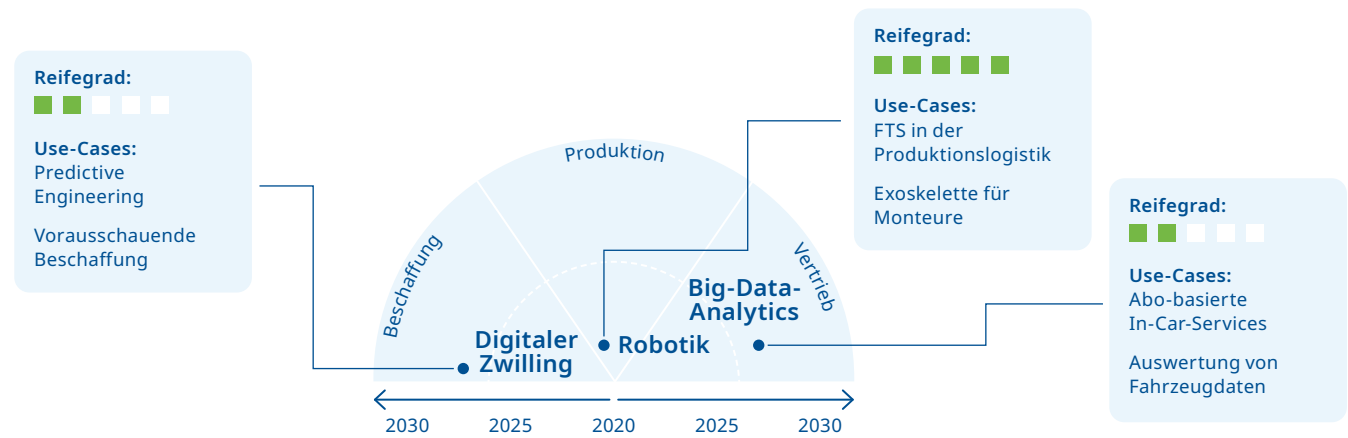 Reifegrad:
Use-Cases:
Predictive
Engineering
Vorausschauende
Beschaffung
Beschaffung
Produktion
Vertrieb
Digitaler
Zwilling
Robotik
Big-Data-
Analytics
2030
2025
2020
2025
2030
Reifegrad:
Use-Cases:
FTS in der
Produktionslogistik
Exoskelette für
Monteure
Reifegrad:
Use-Cases:
Abo-basierte
In-Car-Services
Auswertung von
Fahrzeugdaten